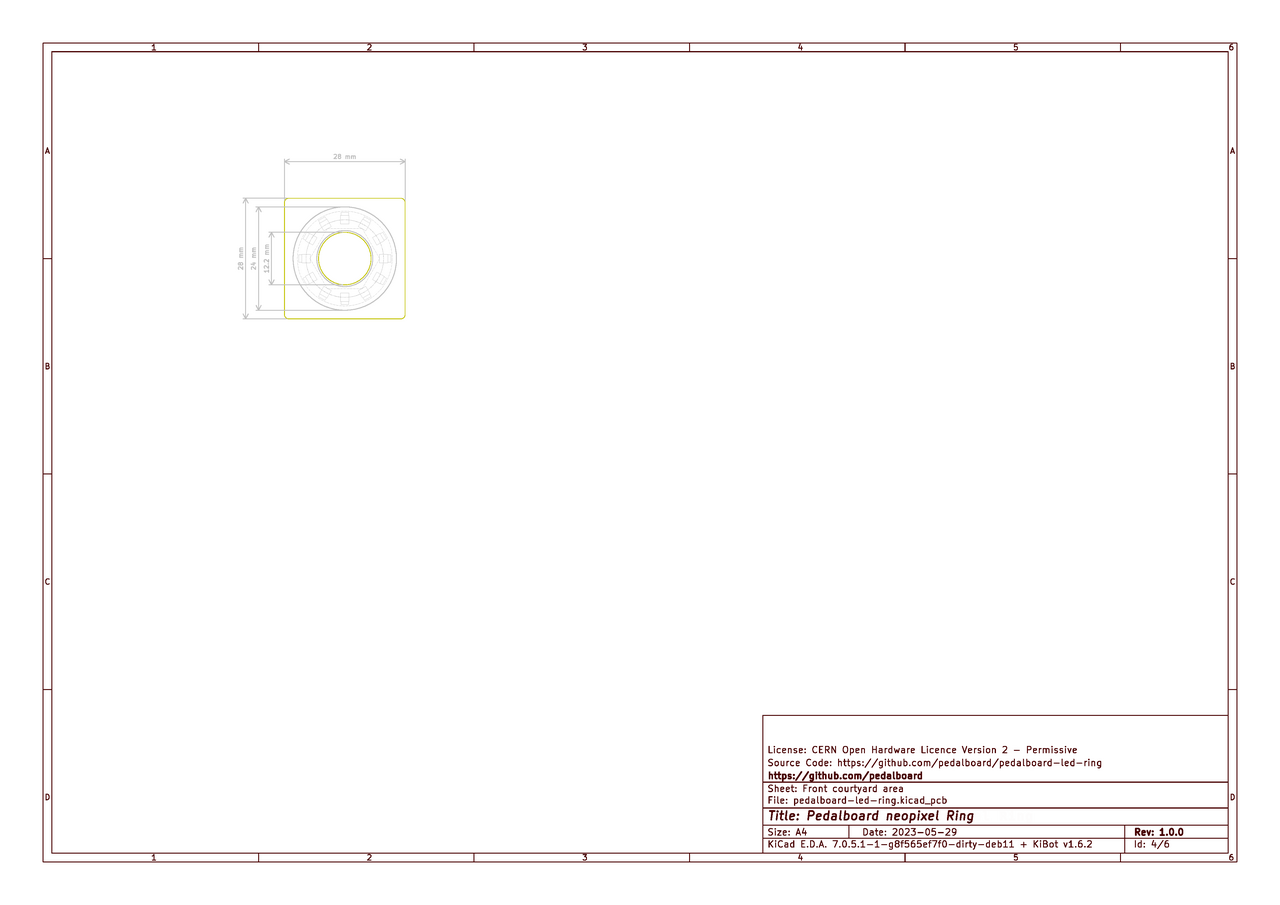 1 2 3 4 5 6
A A
28 mm
28 mm
24 mm
12.2 mm
B B
C C
License: CERN Open Hardware Licence Version 2 - Permissive
Source Code: https://github.com/pedalboard/pedalboard-led-ring
https://github.com/pedalboard
Sheet: Front courtyard area
D D
File: pedalboard-led-ring.kicad_pcb
Title: Pedalboard neopixel Ring
Size: A4 Date: 2023-05-29 Rev: 1.0.0
KiCad E.D.A. 7.0.5.1-1-g8f565ef7f0-dirty-deb11 + KiBot v1.6.2 Id: 4/6
1 2 3 4 5 6